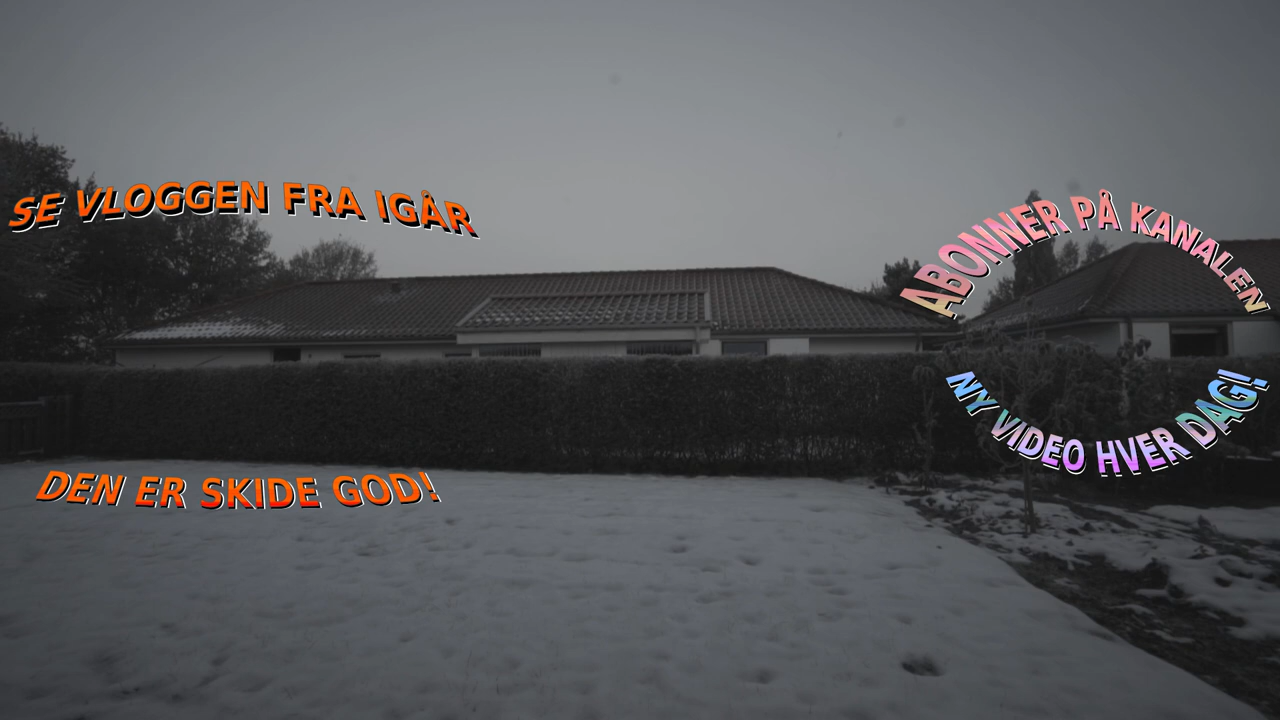 SE VLOGGEN FRA IGÅR
DEN ER SKIDE GOD!
ABONNER PÅ KANALEN
NY VIDEO HVER DAG!